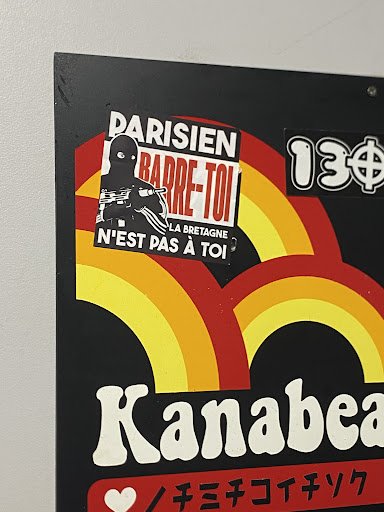 PARISIEN
BARRE-TOI
LA BRETAGNE
N'EST PAS À TOI
13
Kanabea
ノチミチコイチソク